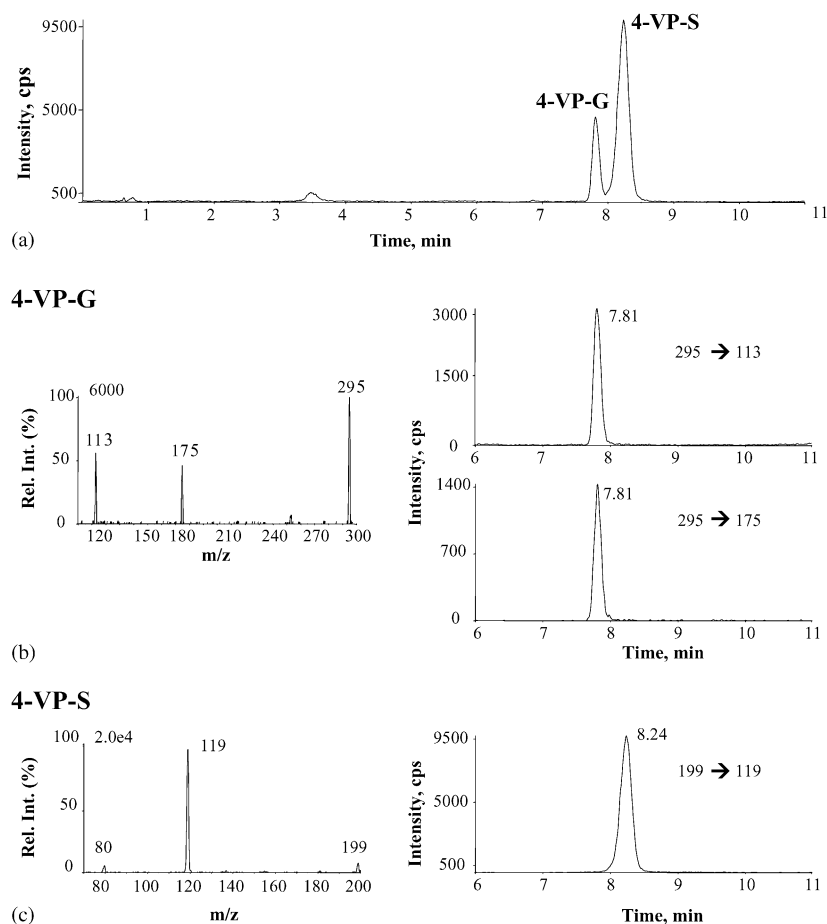 9500
5000
500
Intensity, cps
4-VP-G
4-VP-S
1 2 3 4 5 6 7 8 9 10 11
Time, min
(a)
4-VP-G
100
50
0
Rel. Int. (%)
6000
113
175
295
120 150 180 210 240 270 300
m/z
3000
1500
0
7.81
295 → 113
6 7 8 9 10 11
Intensity, cps
1400
700
0
7.81
295 → 175
6 7 8 9 10 11
Time, min
(b)
4-VP-S
100
50
0
Rel. Int. (%)
2.0e4
119
80
199
80 100 120 140 160 180 200
m/z
9500
5000
500
Intensity, cps
8.24
199 → 119
6 7 8 9 10 11
Time, min
(c)